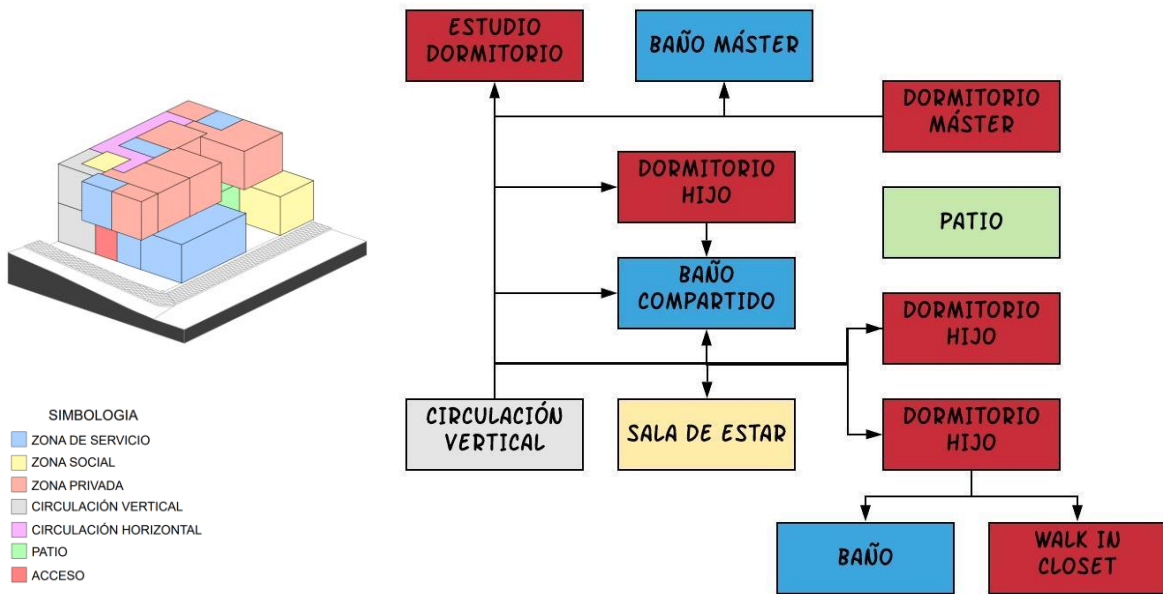 ESTUDIO
DORMITORIO
BAÑO MÁSTER
DORMITORIO
MÁSTER
DORMITORIO
HIJO
PATIO
BAÑO
COMPARTIDO
DORMITORIO
HIJO
CIRCULACIÓN
VERTICAL
SALA DE ESTAR
DORMITORIO
HIJO
BAÑO
WALK IN
CLOSET
SIMBOLOGIA
ZONA DE SERVICIO
ZONA SOCIAL
ZONA PRIVADA
CIRCULACIÓN VERTICAL
CIRCULACIÓN HORIZONTAL
PATIO
ACCESO